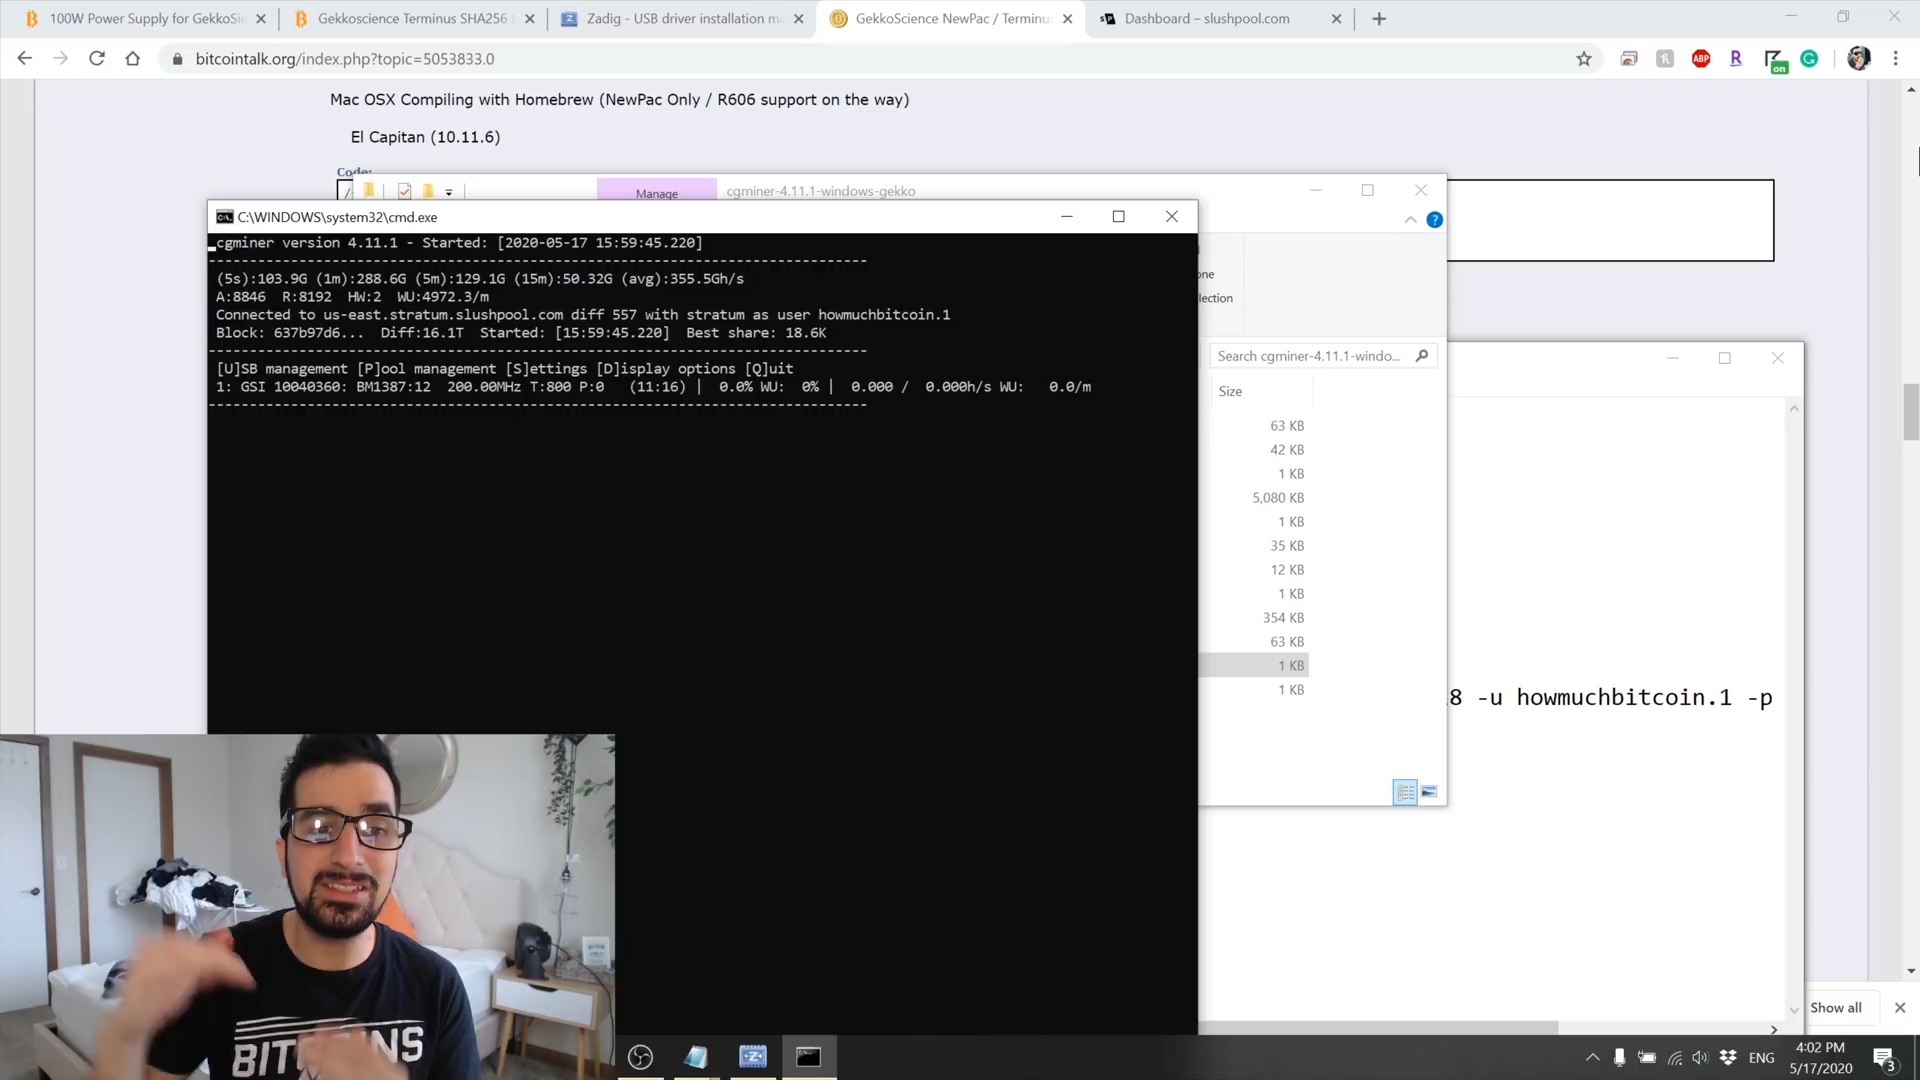 100W Power Supply for GekkoSi
Gekkoscience Terminus SHA256
Zadig - USB driver installation m
GekkoScience NewPac / Terminu
Dashboard – slushpool.com
bitcointalk.org/index.php?topic=5053833.0
ABP
R
on
G
Mac OSX Compiling with Homebrew (NewPac Only / R606 support on the way)
El Capitan (10.11.6)
Code:
Manage
cgminer-4.11.1-windows-gekko
C:\WINDOWS\system32\cmd.exe
cgminer version 4.11.1 - Started: [2020-05-17 15:59:45.220]
--------------------------------------------------------------------------------
(5s):103.9G (1m):288.6G (5m):129.1G (15m):50.32G (avg):355.5Gh/s
A:8846  R:8192  HW:2  WU:4972.3/m
Connected to us-east.stratum.slushpool.com diff 557 with stratum as user howmuchbitcoin.1
Block: 637b97d6...  Diff:16.1T  Started: [15:59:45.220]  Best share: 18.6K
--------------------------------------------------------------------------------
[U]SB management [P]ool management [S]ettings [D]isplay options [Q]uit
1: GSI 10040360: BM1387:12  200.00MHz T:800 P:0   (11:16) |  0.0% WU:  0% |  0.000 /  0.000h/s WU:   0.0/m
--------------------------------------------------------------------------------
one
lection
Search cgminer-4.11.1-windo...
Size
63 KB
42 KB
1 KB
5,080 KB
1 KB
35 KB
12 KB
1 KB
354 KB
63 KB
1 KB
1 KB
8 -u howmuchbitcoin.1 -p
Show all
ENG
4:02 PM
5/17/2020
3